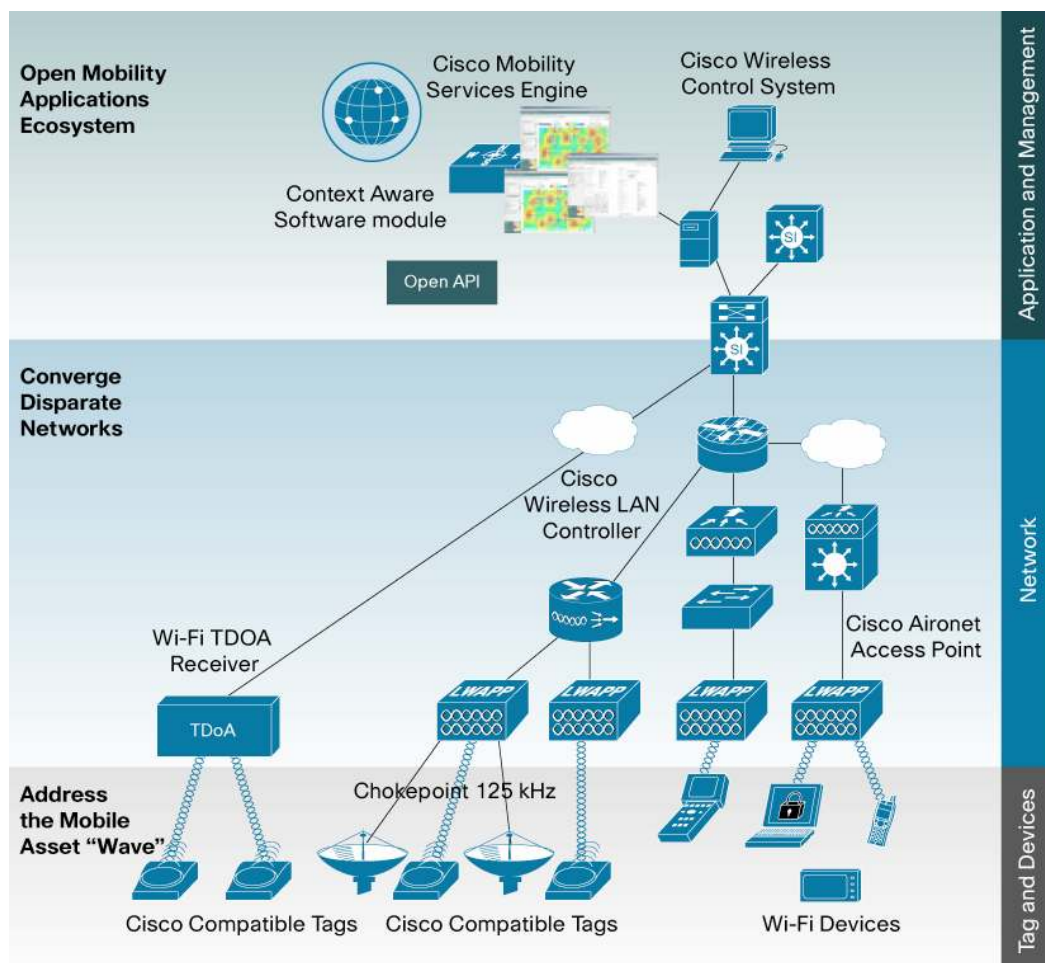 Open Mobility
Applications
Ecosystem
Cisco Mobility
Services Engine
Cisco Wireless
Control System
Context Aware
Software module
Open API
SI
SI
Application and Management
Converge
Disparate
Networks
Cisco
Wireless LAN
Controller
Wi-Fi TDOA
Receiver
Cisco Aironet
Access Point
TDoA
LWAPP
LWAPP
LWAPP
LWAPP
Network
Address
the Mobile
Asset “Wave”
Chokepoint 125 kHz
Cisco Compatible Tags
Cisco Compatible Tags
Wi-Fi Devices
Tag and Devices